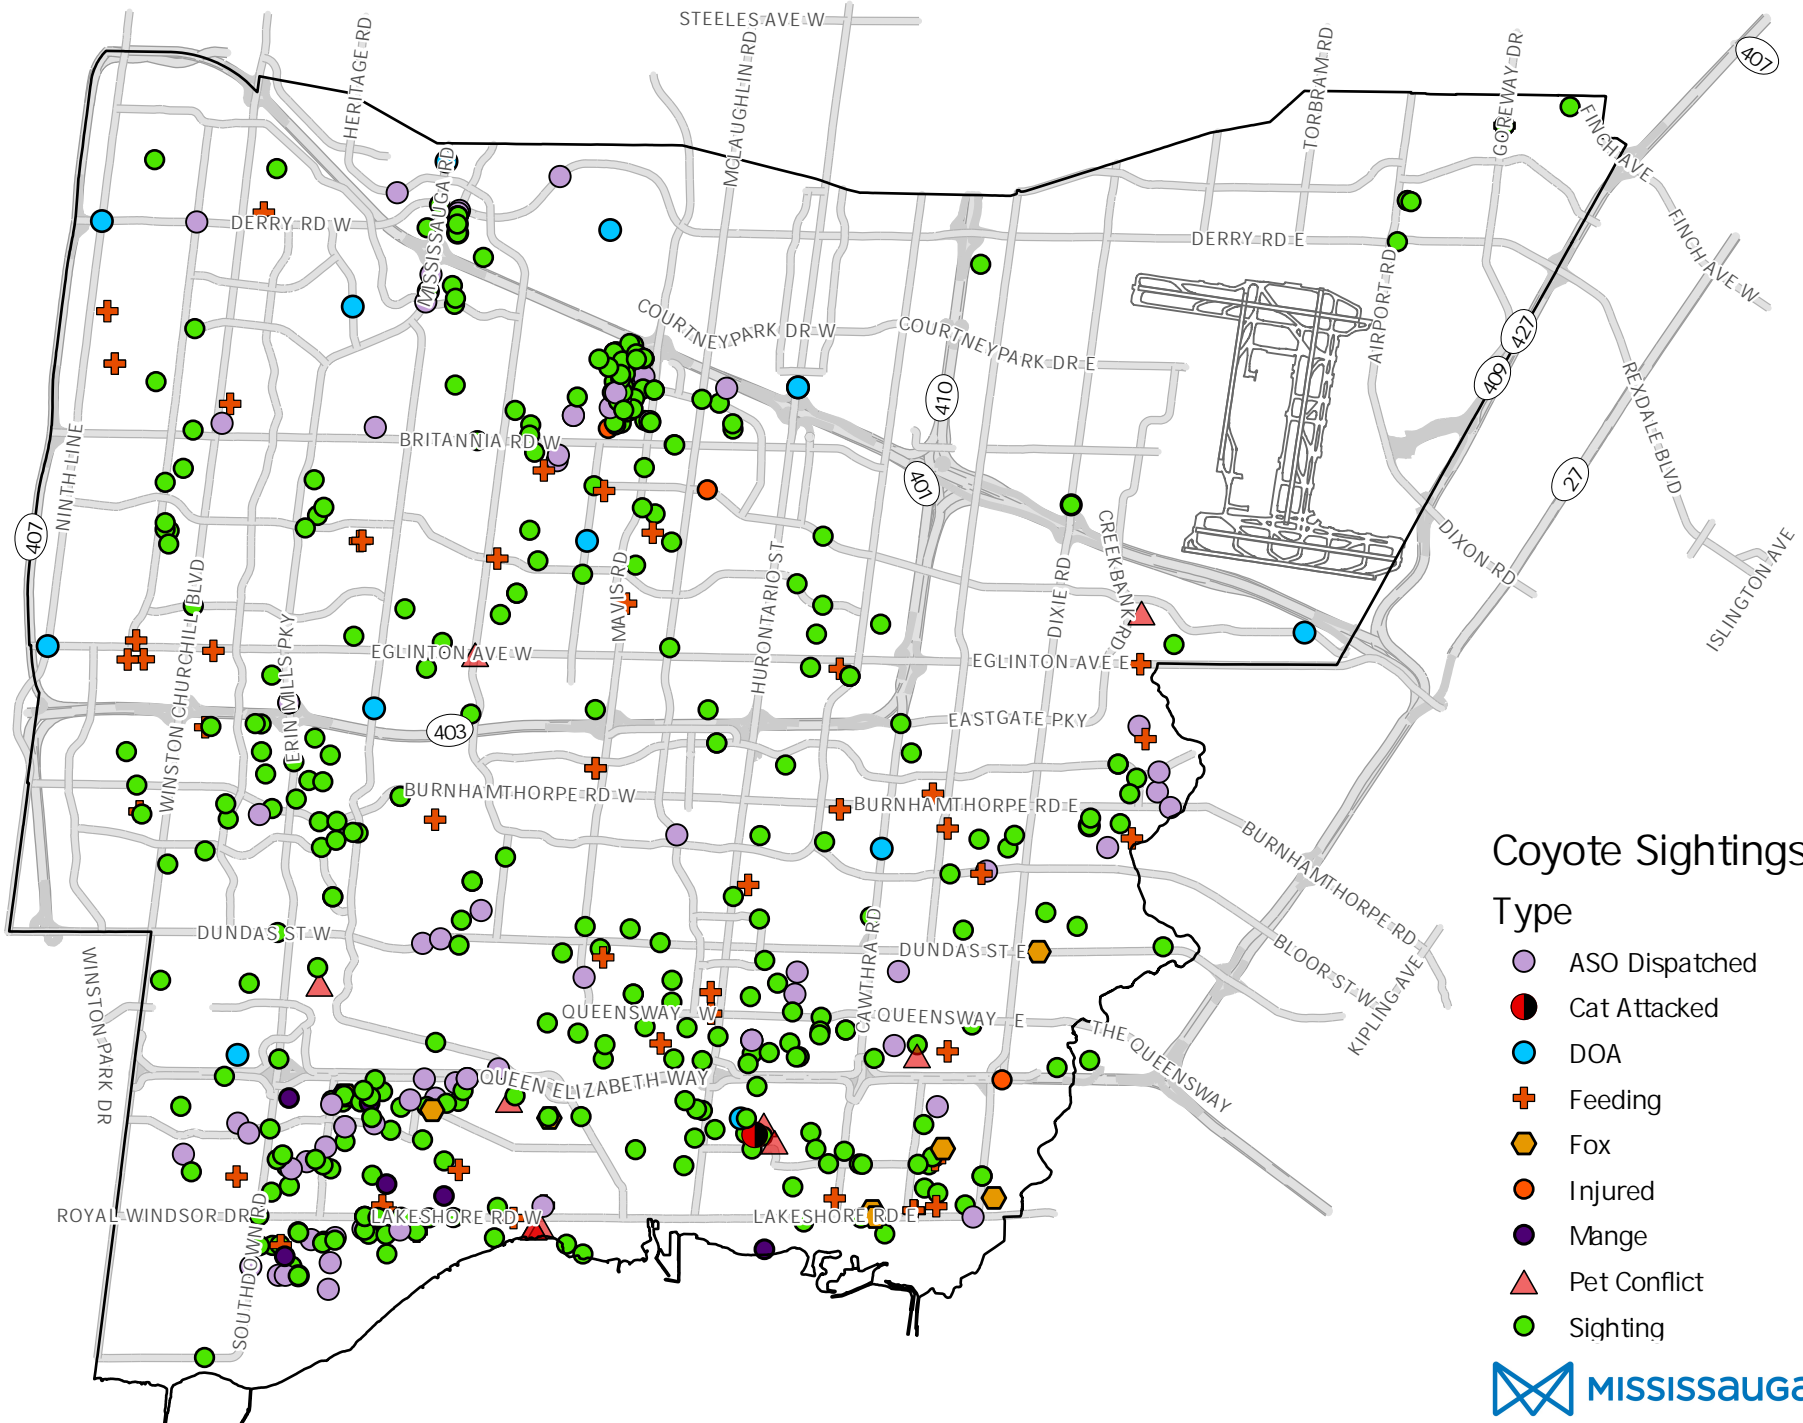 STEELES AVE W
HERITAGE RD
MCLAUGHLIN RD
TORBRAM RD
GOREWAY DR
407
FINCH AVE
MISSISSAUGA RD
DERRY RD W
DERRY RD E
FINCH AVE W
AIRPORT RD
COURTNEYPARK DR W
COURTNEYPARK DR E
427
409
410
REXDALE BLVD
NINTH LINE
BRITANNIA RD W
401
27
407
CREEKBANK RD
DIXON RD
ISLINGTON AVE
WINSTON CHURCHILL BLVD
ERIN MILLS PKY
MAVIS RD
HURONTARIO ST
DIXIE RD
EGLINTON AVE W
EGLINTON AVE E
403
EASTGATE PKY
BURNHAMTHORPE RD W
BURNHAMTHORPE RD E
BURNHAMTHORPE RD
Coyote Sightings
Type
DUNDAS ST W
CAWTHRA RD
DUNDAS ST E
BLOOR ST W
KIPLING AVE
ASO Dispatched
WINSTON PARK DR
QUEENSWAY W
QUEENSWAY E
THE QUEENSWAY
Cat Attacked
DOA
QUEEN ELIZABETH WAY
Feeding
Fox
Injured
ROYAL WINDSOR DR
LAKESHORE RD W
LAKESHORE RD E
SOUTHDOWN RD
Mange
Pet Conflict
Sighting
MISSISSAUGA